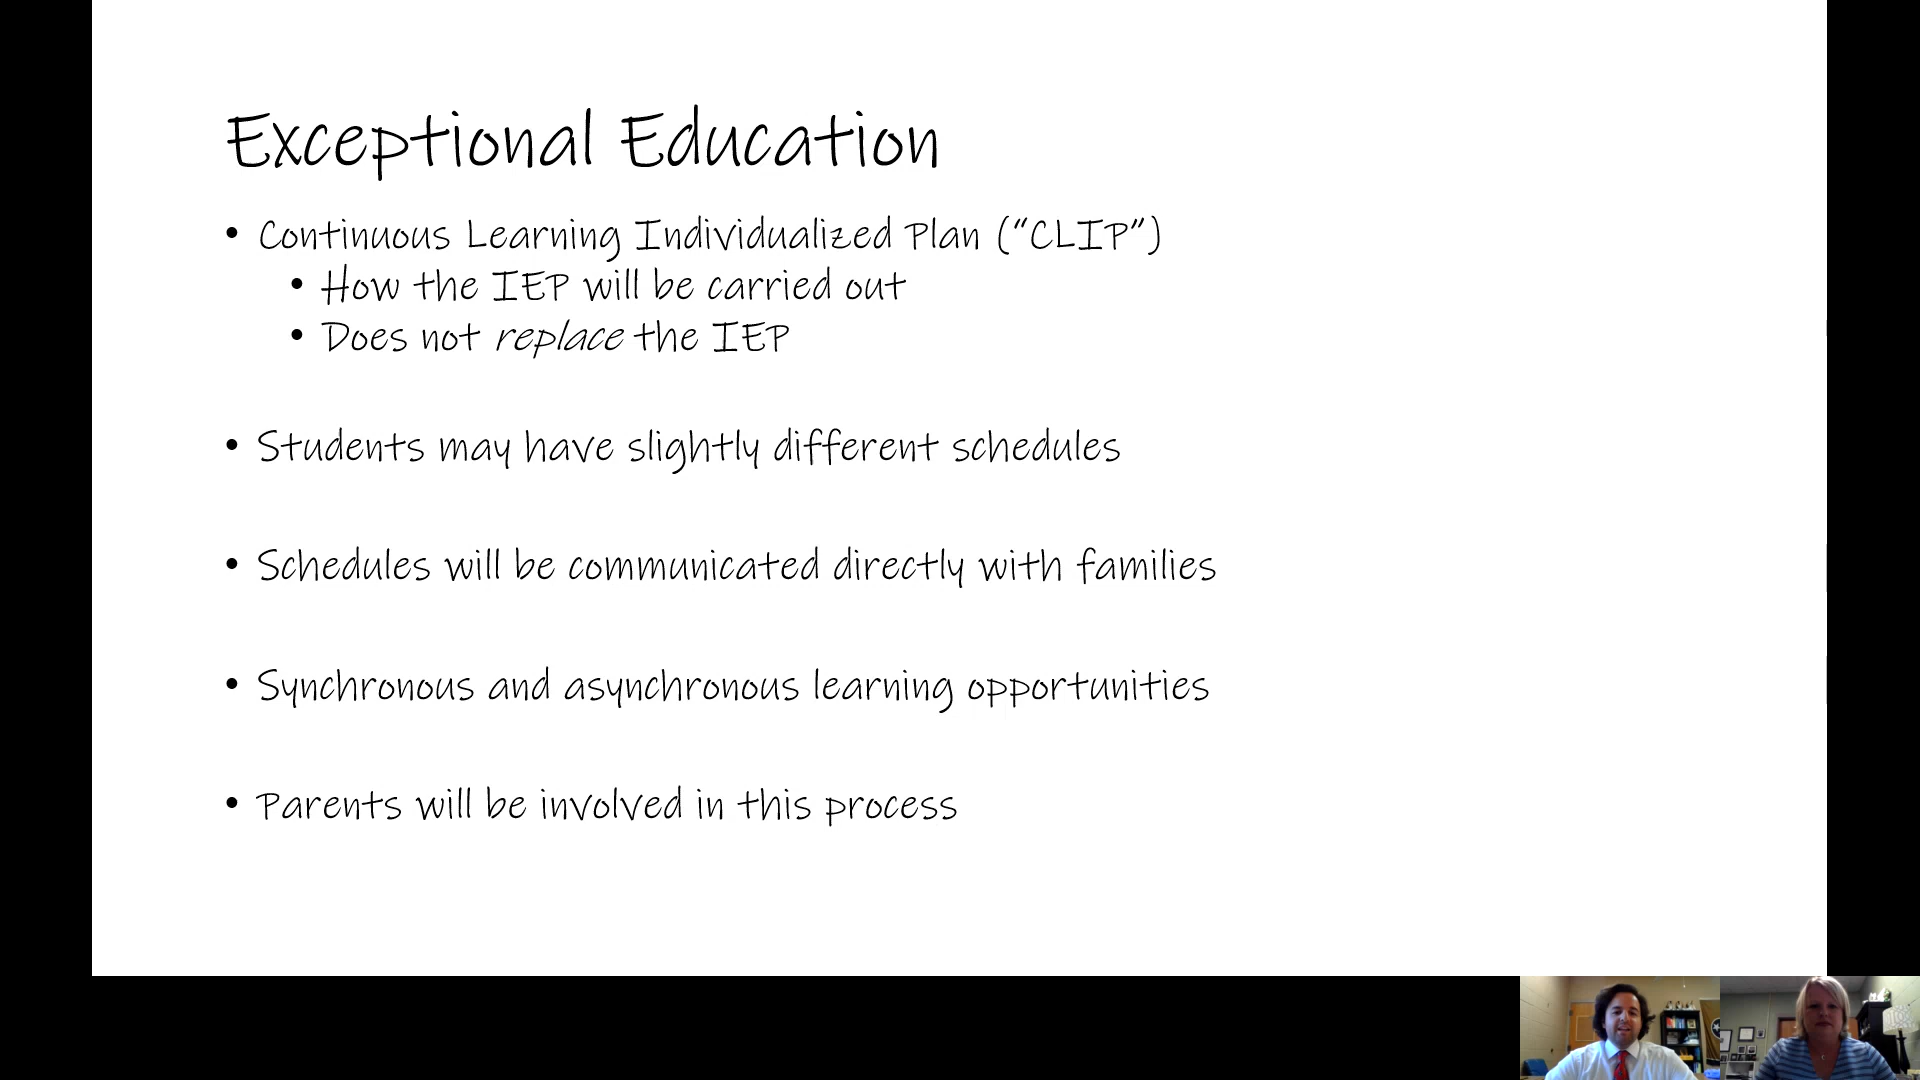 Exceptional Education
• Continuous Learning Individualized Plan (“CLIP”)
• How the IEP will be carried out
• Does not replace the IEP
• Students may have slightly different schedules
• Schedules will be communicated directly with families
• Synchronous and asynchronous learning opportunities
• Parents will be involved in this process